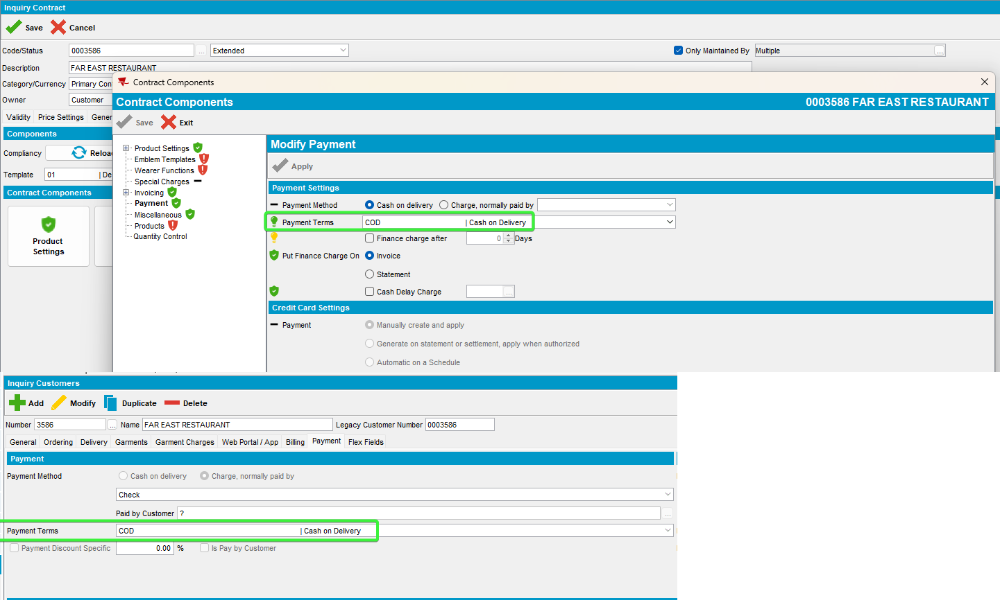 Inquiry Contract
Save Cancel
Code/Status 0003586 ... Extended Only Maintained By Multiple ...
Description FAR EAST RESTAURANT
Category/Currency Primary Con
Owner Customer
Validity Price Settings Gener
Components
Compliancy Reloa
Template 01 | De
Contract Components
Product
Settings
Contract Components
Contract Components 0003586 FAR EAST RESTAURANT
Save Exit
Product Settings
Emblem Templates
Wearer Functions
Special Charges
Invoicing
Payment
Miscellaneous
Products
Quantity Control
Modify Payment
Apply
Payment Settings
Payment Method Cash on delivery Charge, normally paid by
Payment Terms COD | Cash on Delivery
Finance charge after 0 Days
Put Finance Charge On Invoice
Statement
Cash Delay Charge ...
Credit Card Settings
Payment Manually create and apply
Generate on statement or settlement, apply when authorized
Automatic on a Schedule
Inquiry Customers
Add Modify Duplicate Delete
Number 3586 ... Name FAR EAST RESTAURANT Legacy Customer Number 0003586
General Ordering Delivery Garments Garment Charges Web Portal / App Billing Payment Flex Fields
Payment
Payment Method Cash on delivery Charge, normally paid by
Check
Paid by Customer ? ...
Payment Terms COD | Cash on Delivery
Payment Discount Specific 0.00 % Is Pay by Customer